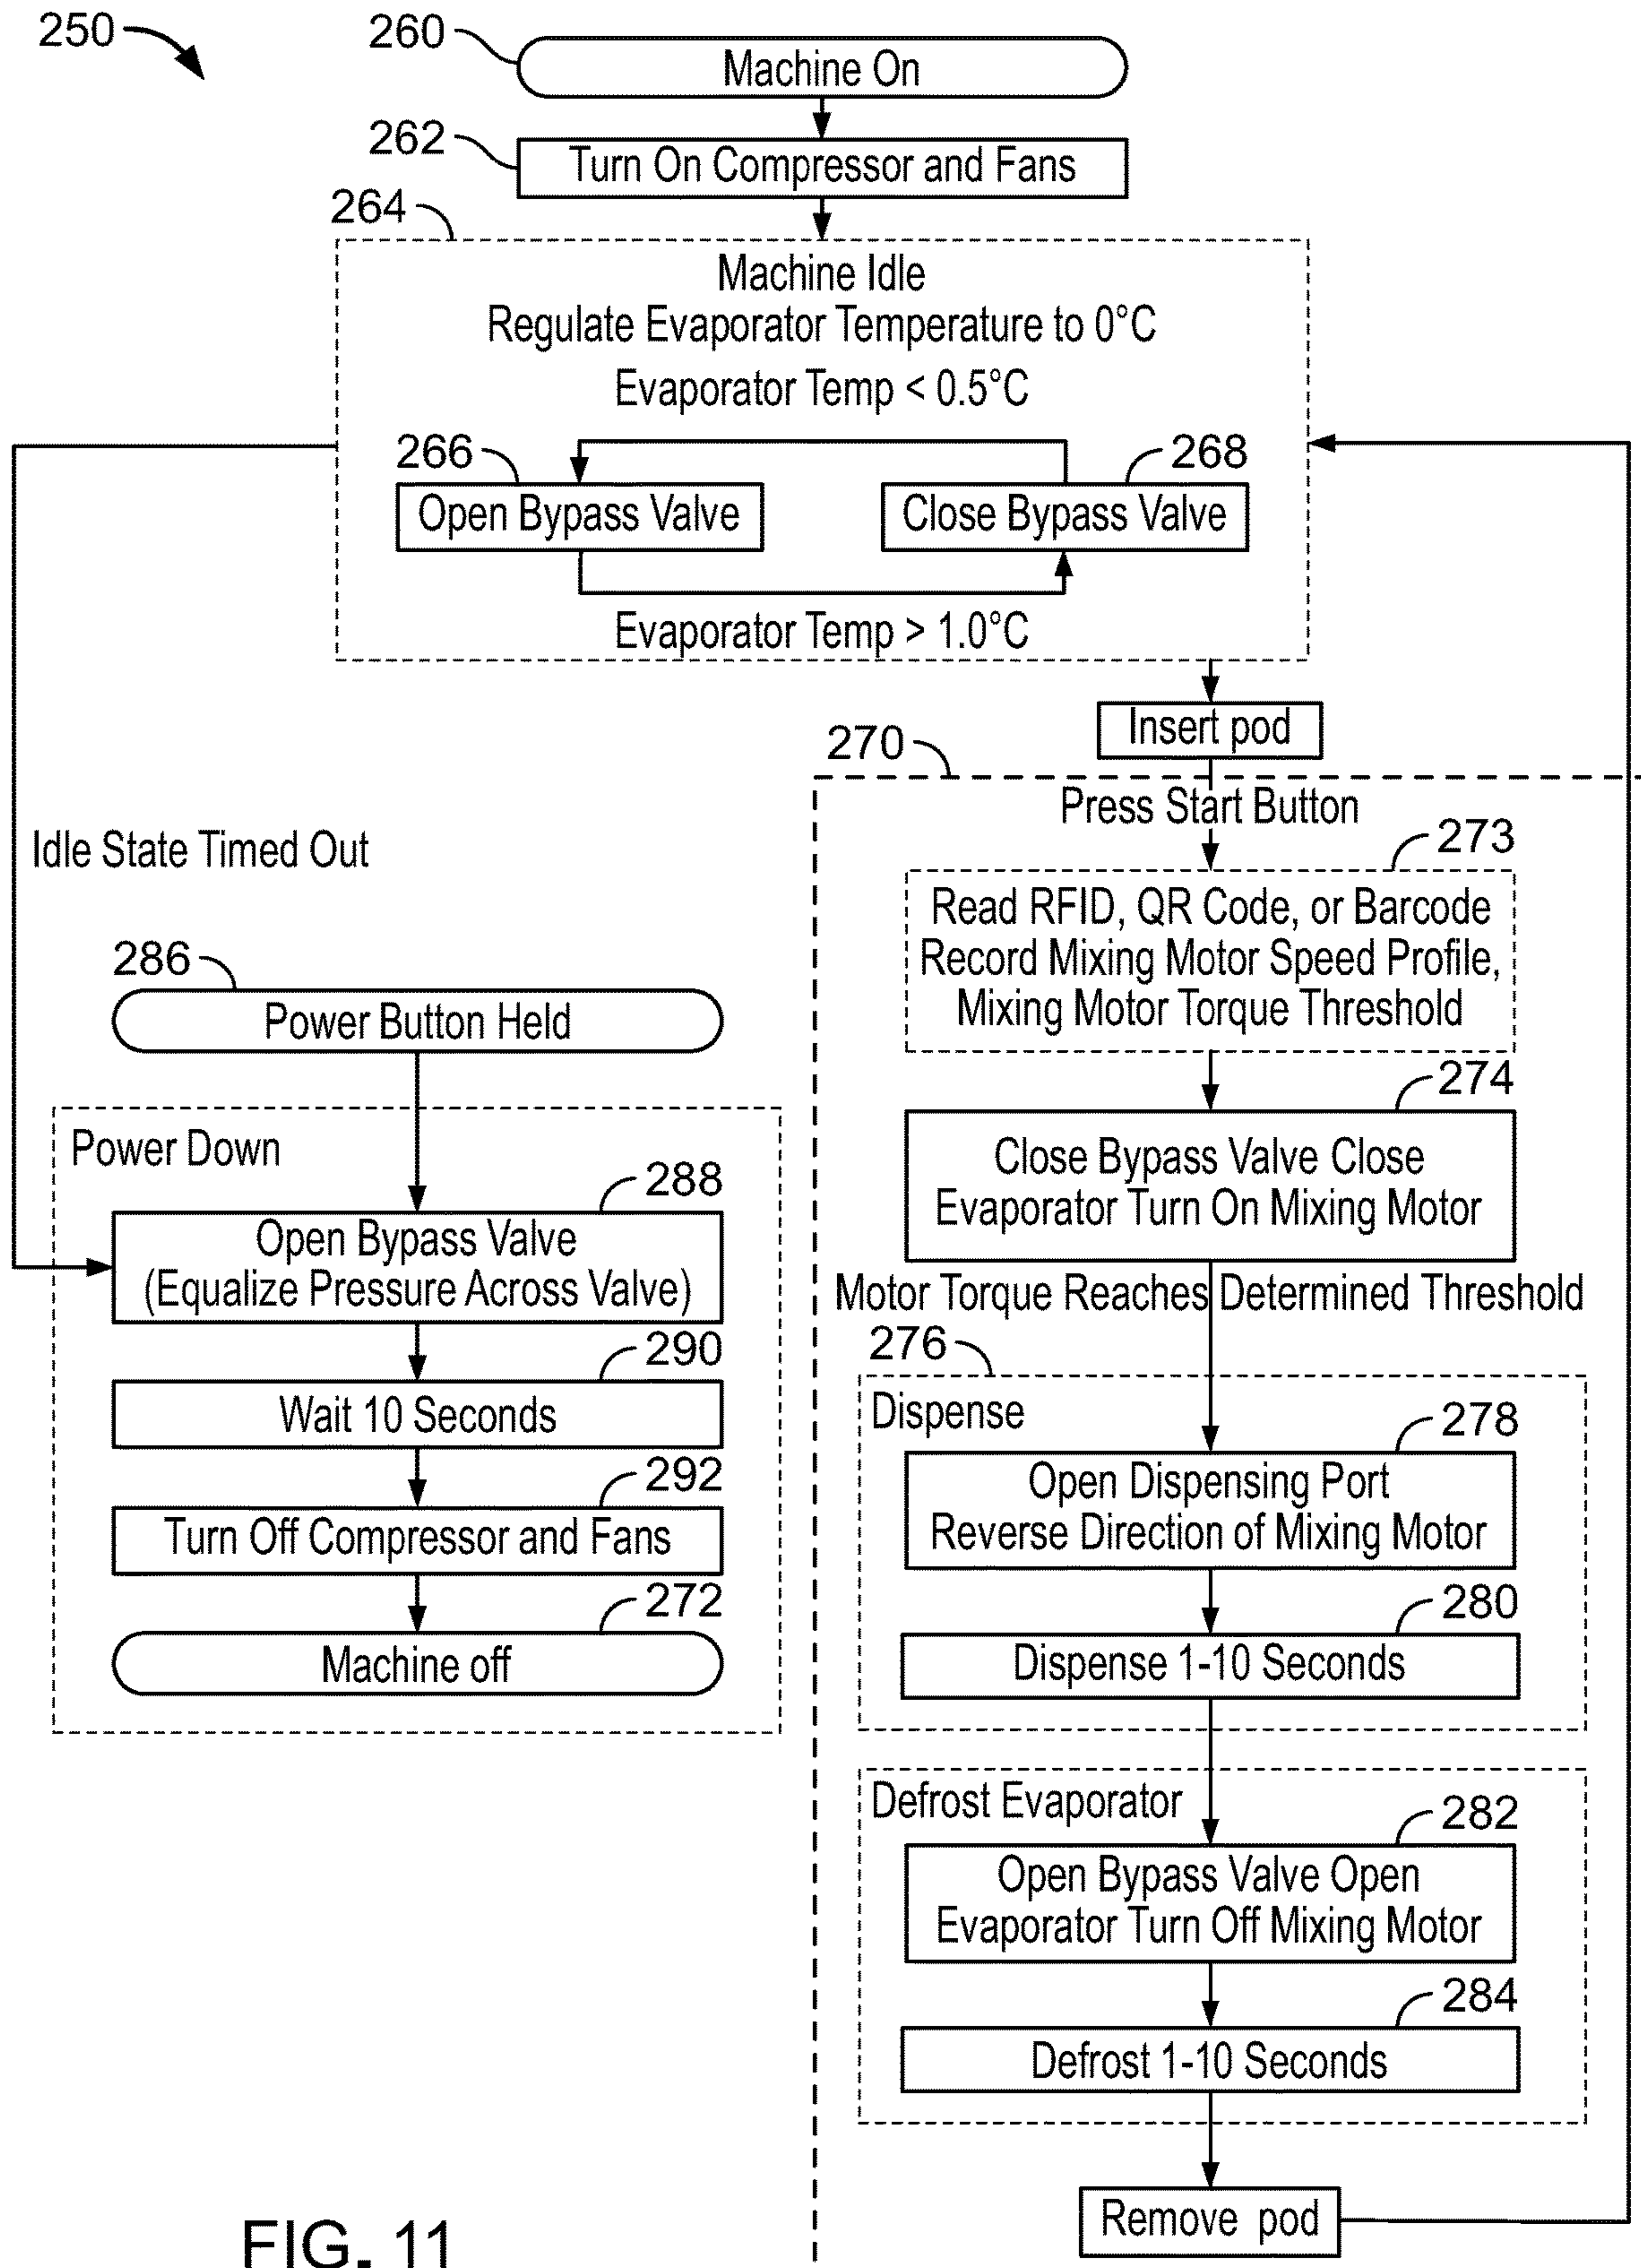 250
260
Machine On
262
Turn On Compressor and Fans
264
Machine Idle
Regulate Evaporator Temperature to 0°C
Evaporator Temp < 0.5°C
266
268
Open Bypass Valve
Close Bypass Valve
Evaporator Temp > 1.0°C
Insert pod
270
Press Start Button
273
Read RFID, QR Code, or Barcode
Record Mixing Motor Speed Profile,
Mixing Motor Torque Threshold
274
Close Bypass Valve Close
Evaporator Turn On Mixing Motor
Motor Torque Reaches Determined Threshold
276
Dispense
278
Open Dispensing Port
Reverse Direction of Mixing Motor
280
Dispense 1-10 Seconds
Defrost Evaporator
282
Open Bypass Valve Open
Evaporator Turn Off Mixing Motor
284
Defrost 1-10 Seconds
Remove pod
Idle State Timed Out
286
Power Button Held
Power Down
288
Open Bypass Valve
(Equalize Pressure Across Valve)
290
Wait 10 Seconds
292
Turn Off Compressor and Fans
272
Machine off
FIG. 11